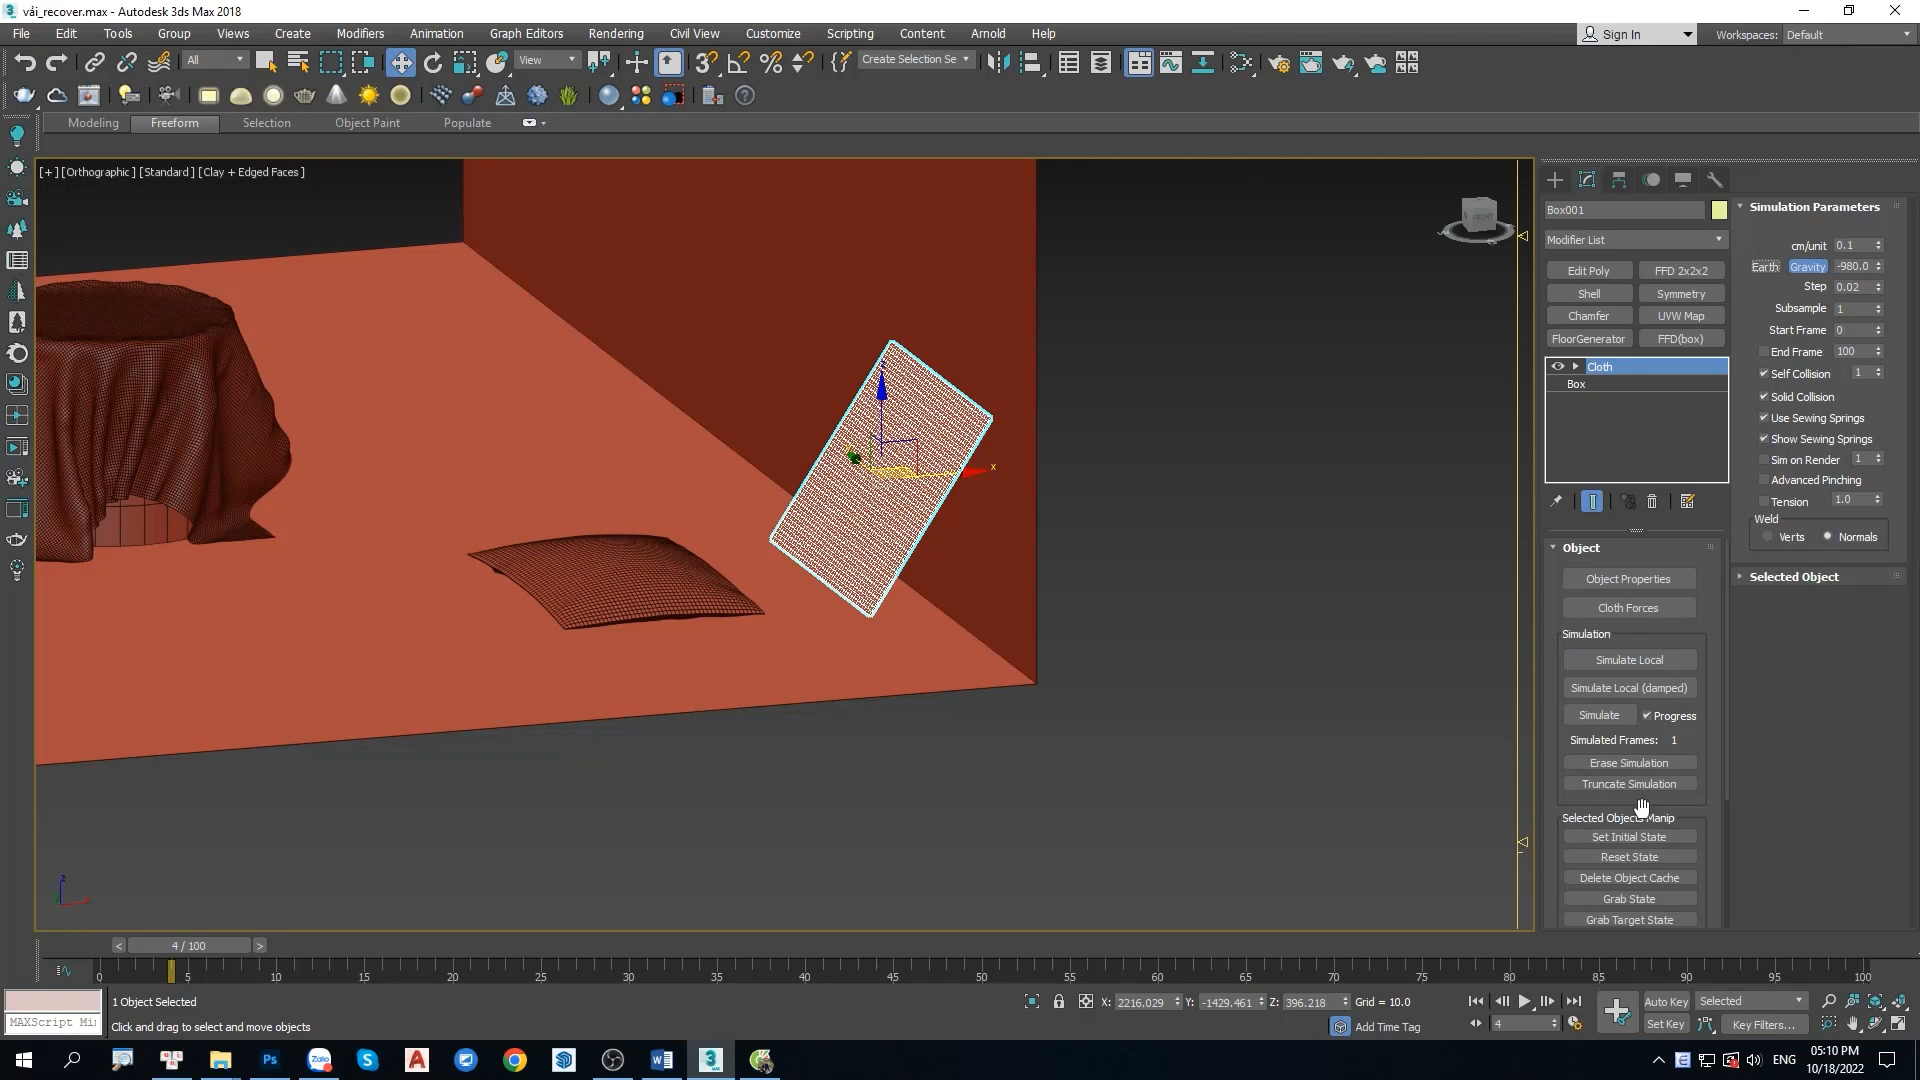 vải_recover.max - Autodesk 3ds Max 2018
File Edit Tools Group Views Create Modifiers Animation Graph Editors Rendering Civil View Customize Scripting Content Arnold Help
Sign In
Workspaces: Default
All
View
Create Selection Se
Modeling Freeform Selection Object Paint Populate
[+] [Orthographic] [Standard] [Clay + Edged Faces]
FRONT
x
z
Box001
Modifier List
Edit Poly FFD 2x2x2
Shell Symmetry
Chamfer UVW Map
FloorGenerator FFD(box)
Cloth
Box
Object
Object Properties
Cloth Forces
Simulation
Simulate Local
Simulate Local (damped)
Simulate Progress
Simulated Frames: 1
Erase Simulation
Truncate Simulation
Selected Objects Manip
Set Initial State
Reset State
Delete Object Cache
Grab State
Grab Target State
Simulation Parameters
cm/unit 0.1
Earth Gravity -980.0
Step 0.02
Subsample 1
Start Frame 0
End Frame 100
Self Collision 1
Solid Collision
Use Sewing Springs
Show Sewing Springs
Sim on Render 1
Advanced Pinching
Tension 1.0
Weld
Verts Normals
Selected Object
< 4 / 100 >
0 5 10 15 20 25 30 35 40 45 50 55 60 65 70 75 80 85 90 95 100
1 Object Selected
X: 2216.029 Y: -1429.461 Z: 396.218 Grid = 10.0
Auto Key Selected
MAXScript Mi
Click and drag to select and move objects
Add Time Tag
4
Set Key Key Filters...
ENG
05:10 PM
10/18/2022